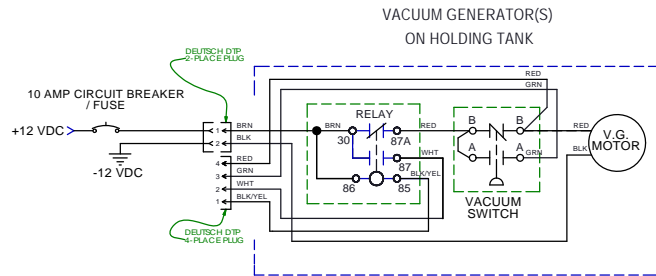 VACUUM GENERATOR(S)
ON HOLDING TANK
DEUTSCH DTP
2-PLACE PLUG
10 AMP CIRCUIT BREAKER
/ FUSE
+12 VDC
-12 VDC
1
2
BRN
BLK
4
3
2
1
RED
GRN
WHT
BLK/YEL
DEUTSCH DTP
4-PLACE PLUG
BRN
RELAY
30
87A
87
86
85
RED
WHT
BLK/YEL
RED
GRN
B
B
A
A
VACUUM
SWITCH
RED
BLK
V.G.
MOTOR